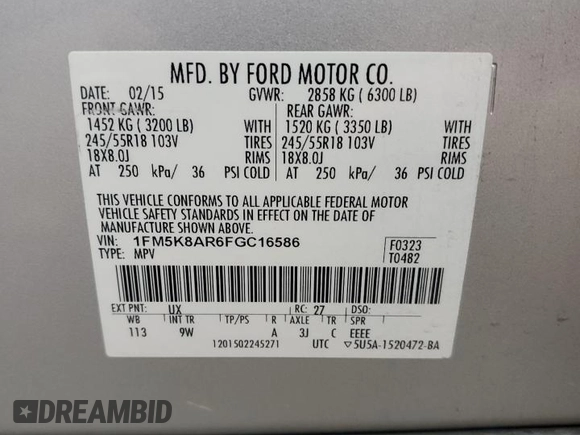 MFD. BY FORD MOTOR CO.
DATE: 02/15 GVWR: 2858 KG ( 6300 LB)
FRONT GAWR: REAR GAWR:
1452 KG ( 3200 LB) WITH 1520 KG ( 3350 LB) WITH
245/55R18 103V TIRES 245/55R18 103V TIRES
18X8.0J RIMS 18X8.0J RIMS
AT 250 kPa/ 36 PSI COLD AT 250 kPa/ 36 PSI COLD
THIS VEHICLE CONFORMS TO ALL APPLICABLE FEDERAL MOTOR
VEHICLE SAFETY STANDARDS IN EFFECT ON THE DATE OF
MANUFACTURE SHOWN ABOVE.
VIN: 1FM5K8AR6FGC16586 F0323
TYPE: MPV T0482
EXT PNT: UX RC: 27 DSO:
WB INT TR TP/PS R AXLE TR SPR
113 9W A 3J C EEEE
1201502245271 UTC ▽5U5A-1520472-BA
DREAMBID